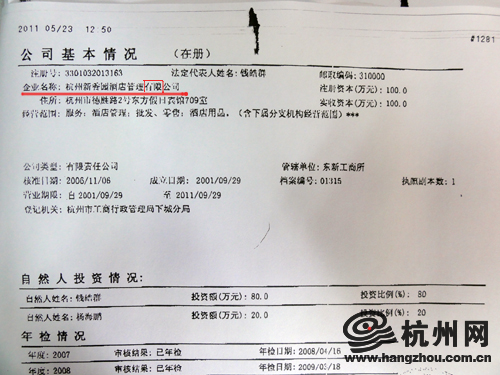 2011 05/23 12:50
#1281
公司基本情况 （在册）
注册号：3301032013163 法定代表人姓名：钱皓群 邮政编码：310000
企业名称：杭州新香园酒店管理有限公司 注册资本(万元)：100.0
住所：杭州市德胜路2号东方假日宾馆709室 实收资本(万元)：100.0
经营范围：服务：酒店管理；批发、零售：酒店用品。（含下属分支机构经营范围）***
公司类型：有限责任公司 管辖单位：东新工商所
核准日期：2006/11/06 成立日期：2001/09/29 档案编号：01315 执照副本数：1
营业期限：自 2001/09/29 至 2011/09/29
登记机关：杭州市工商行政管理局下城分局
自然人投资情况：
自然人姓名：钱皓群 投资额(万元)：80.0 投资比例(%)：80
自然人姓名：杨海鹏 投资额(万元)：20.0 投资比例(%)：20
年检情况
年度：2007 审核结果：已年检 年检日期：2008/04/16
年度：2008 审核结果：已年检 年检日期：2009/03/18
杭州网
www.hangzhou.com.cn